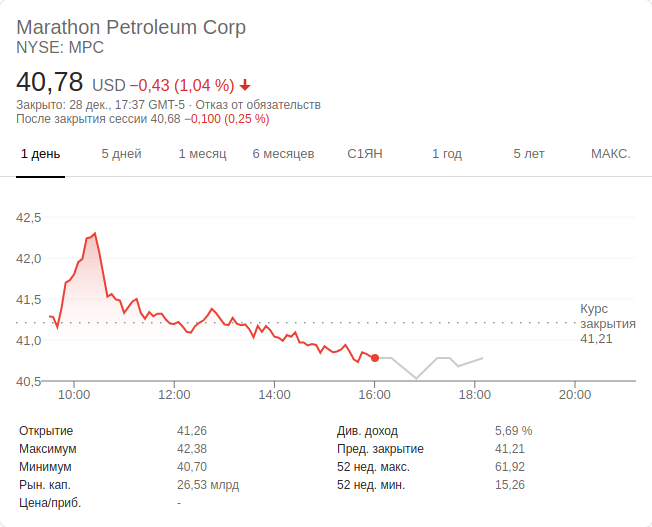 Marathon Petroleum Corp
NYSE: MPC
40,78 USD −0,43 (1,04 %)
Закрыто: 28 дек., 17:37 GMT-5 · Отказ от обязательств
После закрытия сессии 40,68 −0,100 (0,25 %)
1 день 5 дней 1 месяц 6 месяцев С1ЯН 1 год 5 лет МАКС.
42,5
42,0
41,5
Курс
закрытия
41,21
41,0
40,5
10:00 12:00 14:00 16:00 18:00 20:00
Открытие 41,26 Див. доход 5,69 %
Максимум 42,38 Пред. закрытие 41,21
Минимум 40,70 52 нед. макс. 61,92
Рын. кап. 26,53 млрд 52 нед. мин. 15,26
Цена/приб. -